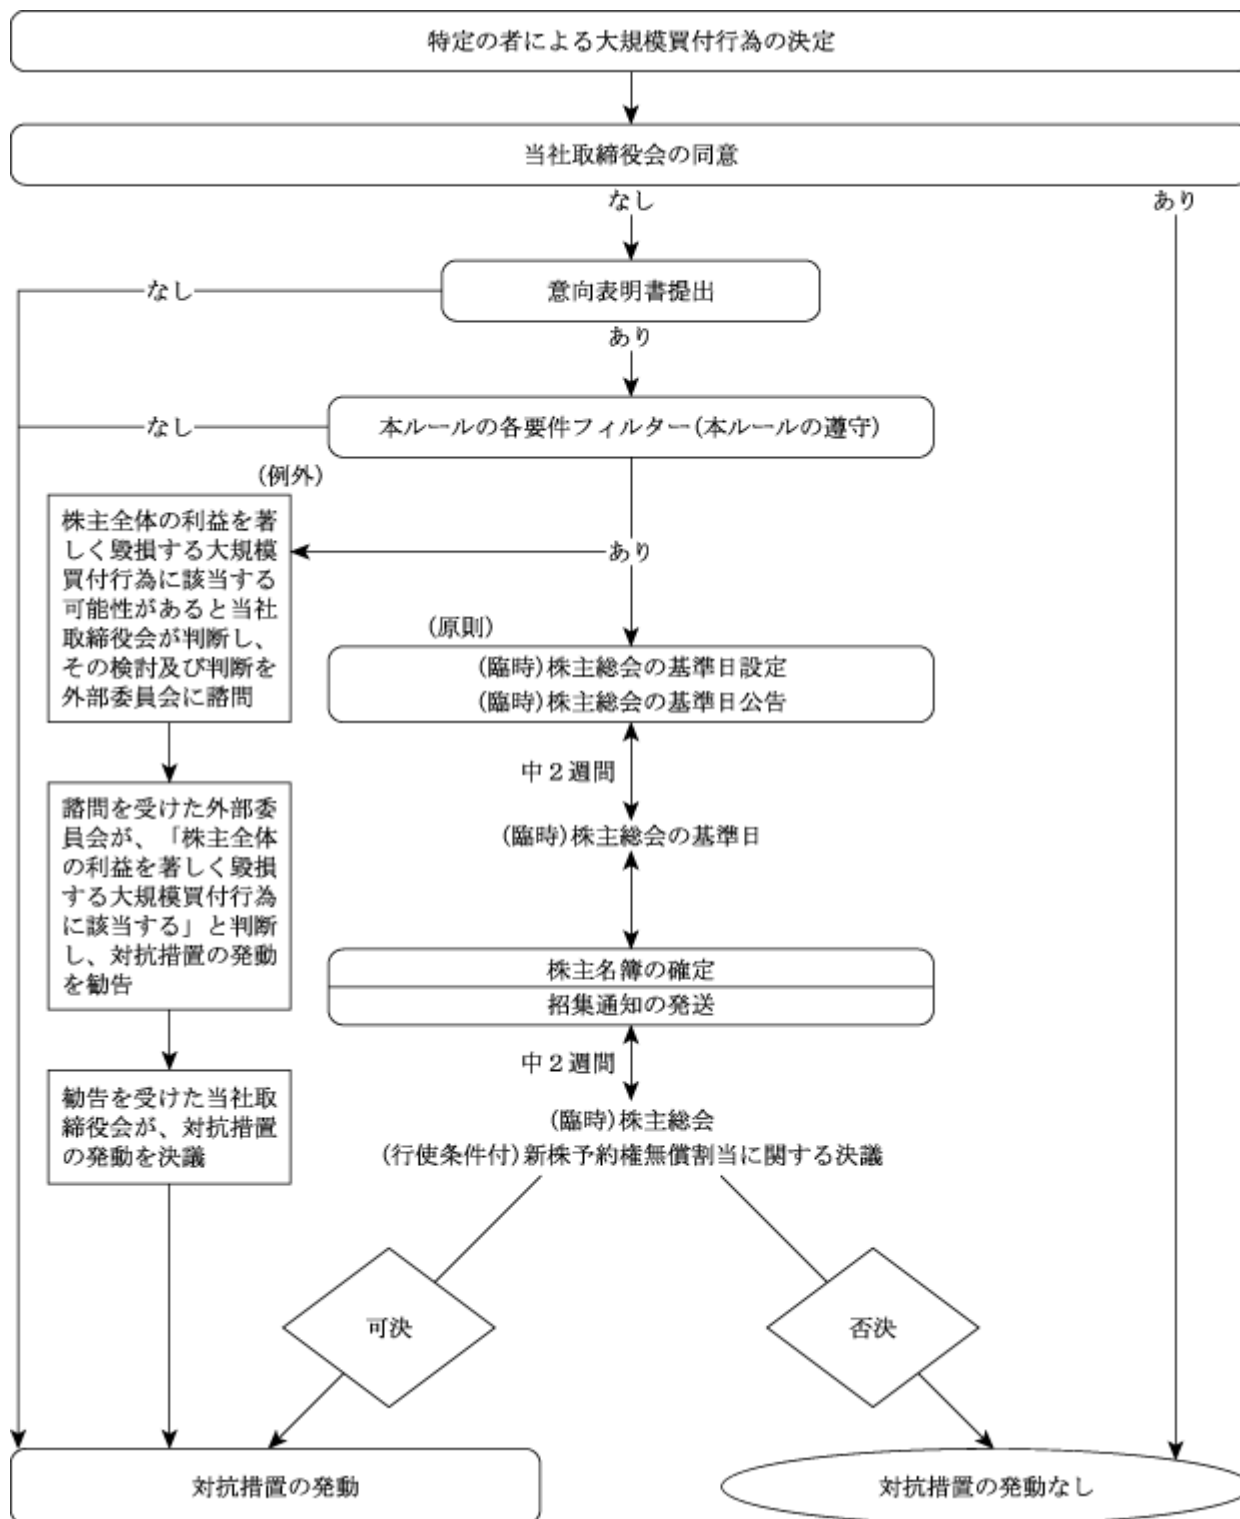 特定の者による大規模買付行為の決定
当社取締役会の同意
なし
あり
意向表明書提出
なし
あり
本ルールの各要件フィルター(本ルールの遵守)
なし
(例外)
株主全体の利益を著
しく毀損する大規模
買付行為に該当する
可能性があると当社
取締役会が判断し、
その検討及び判断を
外部委員会に諮問
あり
(原則)
(臨時)株主総会の基準日設定
(臨時)株主総会の基準日公告
中2週間
(臨時)株主総会の基準日
諮問を受けた外部委
員会が、「株主全体
の利益を著しく毀損
する大規模買付行為
に該当する」と判断
し、対抗措置の発動
を勧告
株主名簿の確定
招集通知の発送
中2週間
勧告を受けた当社取
締役会が、対抗措置
の発動を決議
(臨時)株主総会
(行使条件付)新株予約権無償割当に関する決議
可決
否決
対抗措置の発動
対抗措置の発動なし